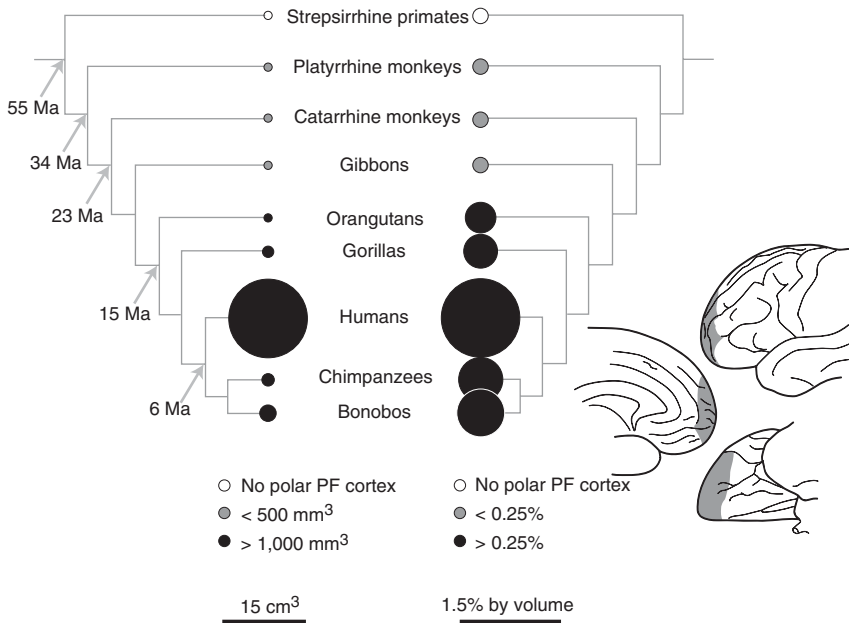 Strepsirrhine primates
Platyrrhine monkeys
55 Ma
Catarrhine monkeys
34 Ma
Gibbons
23 Ma
Orangutans
Gorillas
15 Ma
Humans
Chimpanzees
6 Ma
Bonobos
No polar PF cortex
< 500 mm³
> 1,000 mm³
No polar PF cortex
< 0.25%
> 0.25%
15 cm³
1.5% by volume